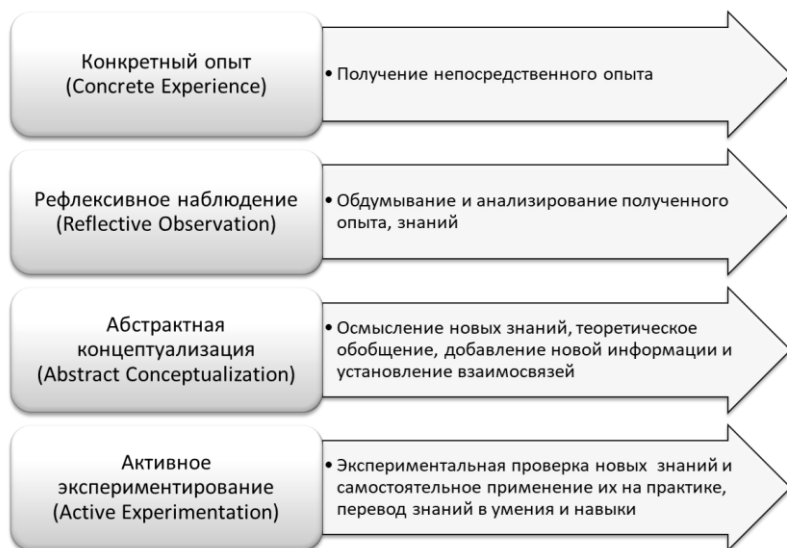 Конкретный опыт
(Concrete Experience)
• Получение непосредственного опыта
Рефлексивное наблюдение
(Reflective Observation)
• Обдумывание и анализирование полученного
опыта, знаний
Абстрактная
концептуализация
(Abstract Conceptualization)
• Осмысление новых знаний, теоретическое
обобщение, добавление новой информации и
установление взаимосвязей
Активное
экспериментирование
(Active Experimentation)
• Экспериментальная проверка новых знаний и
самостоятельное применение их на практике,
перевод знаний в умения и навыки